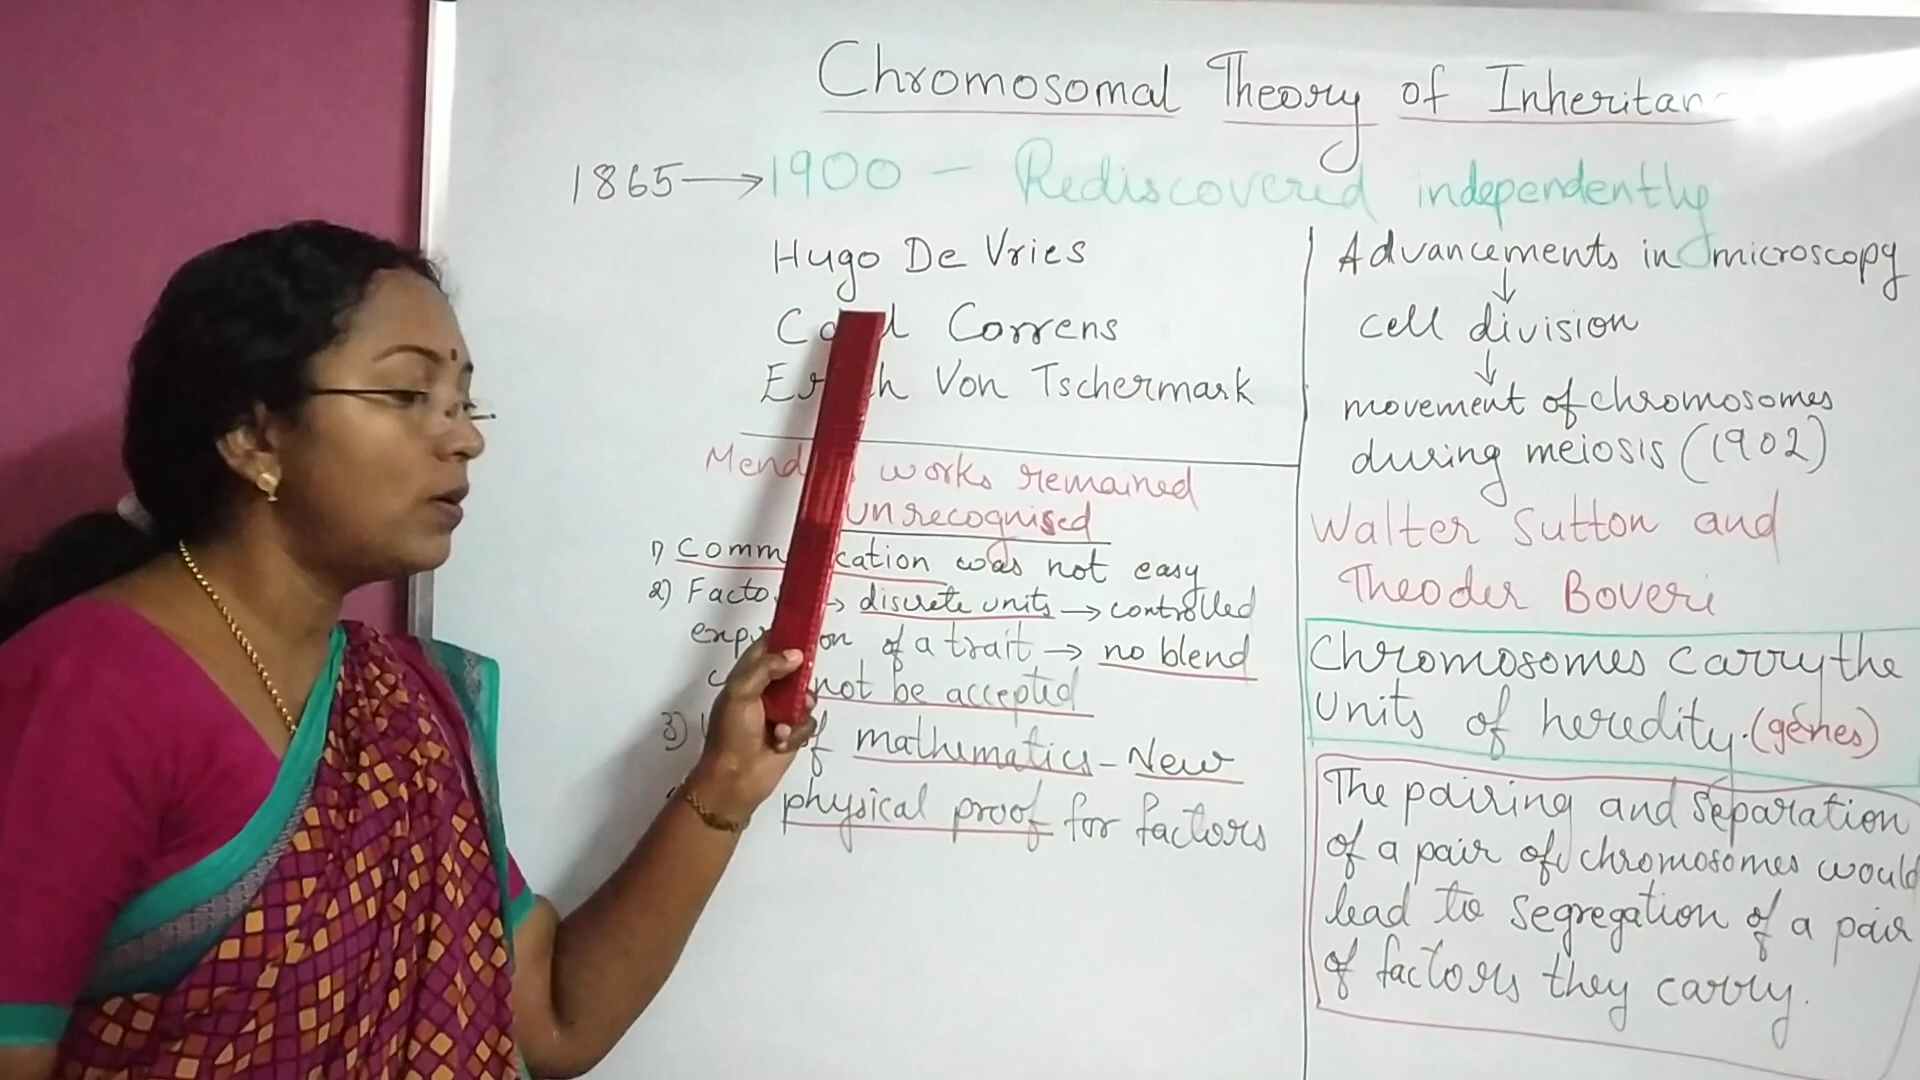 Chromosomal Theory of Inheritan
1865 → 1900 - Rediscovered independently
Hugo De Vries
Correns
Von Tschermark
works remained
unrecognised
1) was not easy
2) → discrete units → controlled
of a trait → no blend
not be accepted
3) of mathematics - New
physical proof for factors
Advancements in microscopy
↓
cell division
↓
movement of chromosomes
during meiosis (1902)
Walter Sutton and
Theoder Boveri
Chromosomes carry the
Units of heredity. (genes)
The pairing and separation
of a pair of chromosomes would
lead to segregation of a pair
of factors they carry.